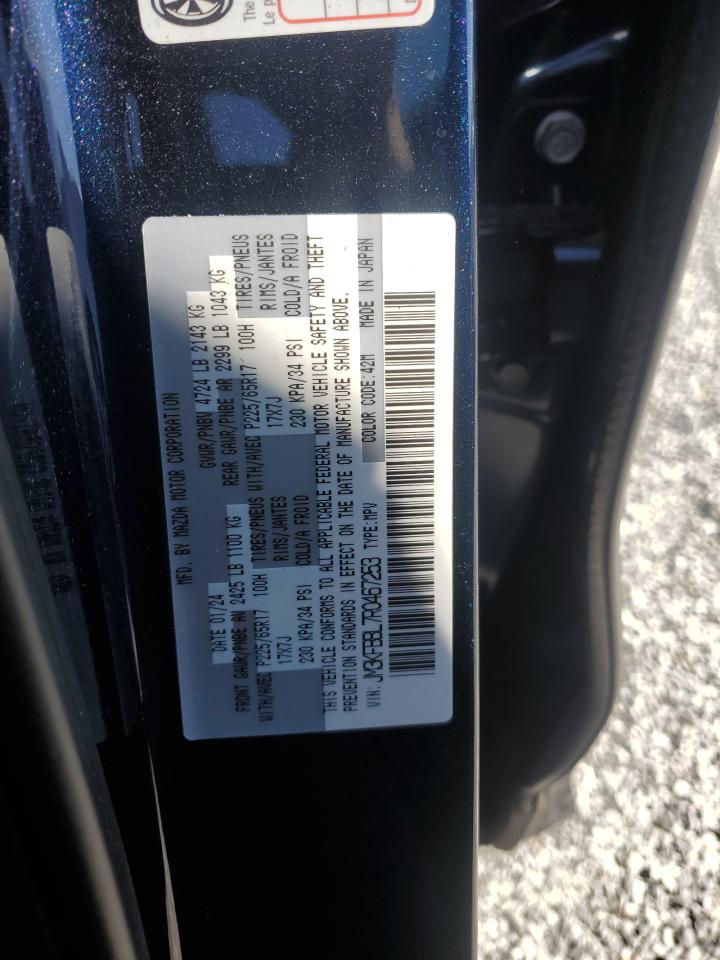 The
Le p
MFD. BY MAZDA MOTOR CORPORATION
DATE 01/24 GVWR/PNBV 4724 LB 2143 KG
FRONT GAWR/PNBE AV 2425 LB 1100 KG REAR GAWR/PNBE AR 2299 LB 1043 KG
WITH/AVEC P225/65R17 100H TIRES/PNEUS WITH/AVEC P225/65R17 100H TIRES/PNEUS
17X7J RIMS/JANTES 17X7J RIMS/JANTES
230 KPA/34 PSI COLD/A FROID 230 KPA/34 PSI COLD/A FROID
THIS VEHICLE CONFORMS TO ALL APPLICABLE FEDERAL MOTOR VEHICLE SAFETY AND THEFT
PREVENTION STANDARDS IN EFFECT ON THE DATE OF MANUFACTURE SHOWN ABOVE.
VIN: JM3KFBBL7R0467253 TYPE:MPV COLOR CODE:42M MADE IN JAPAN